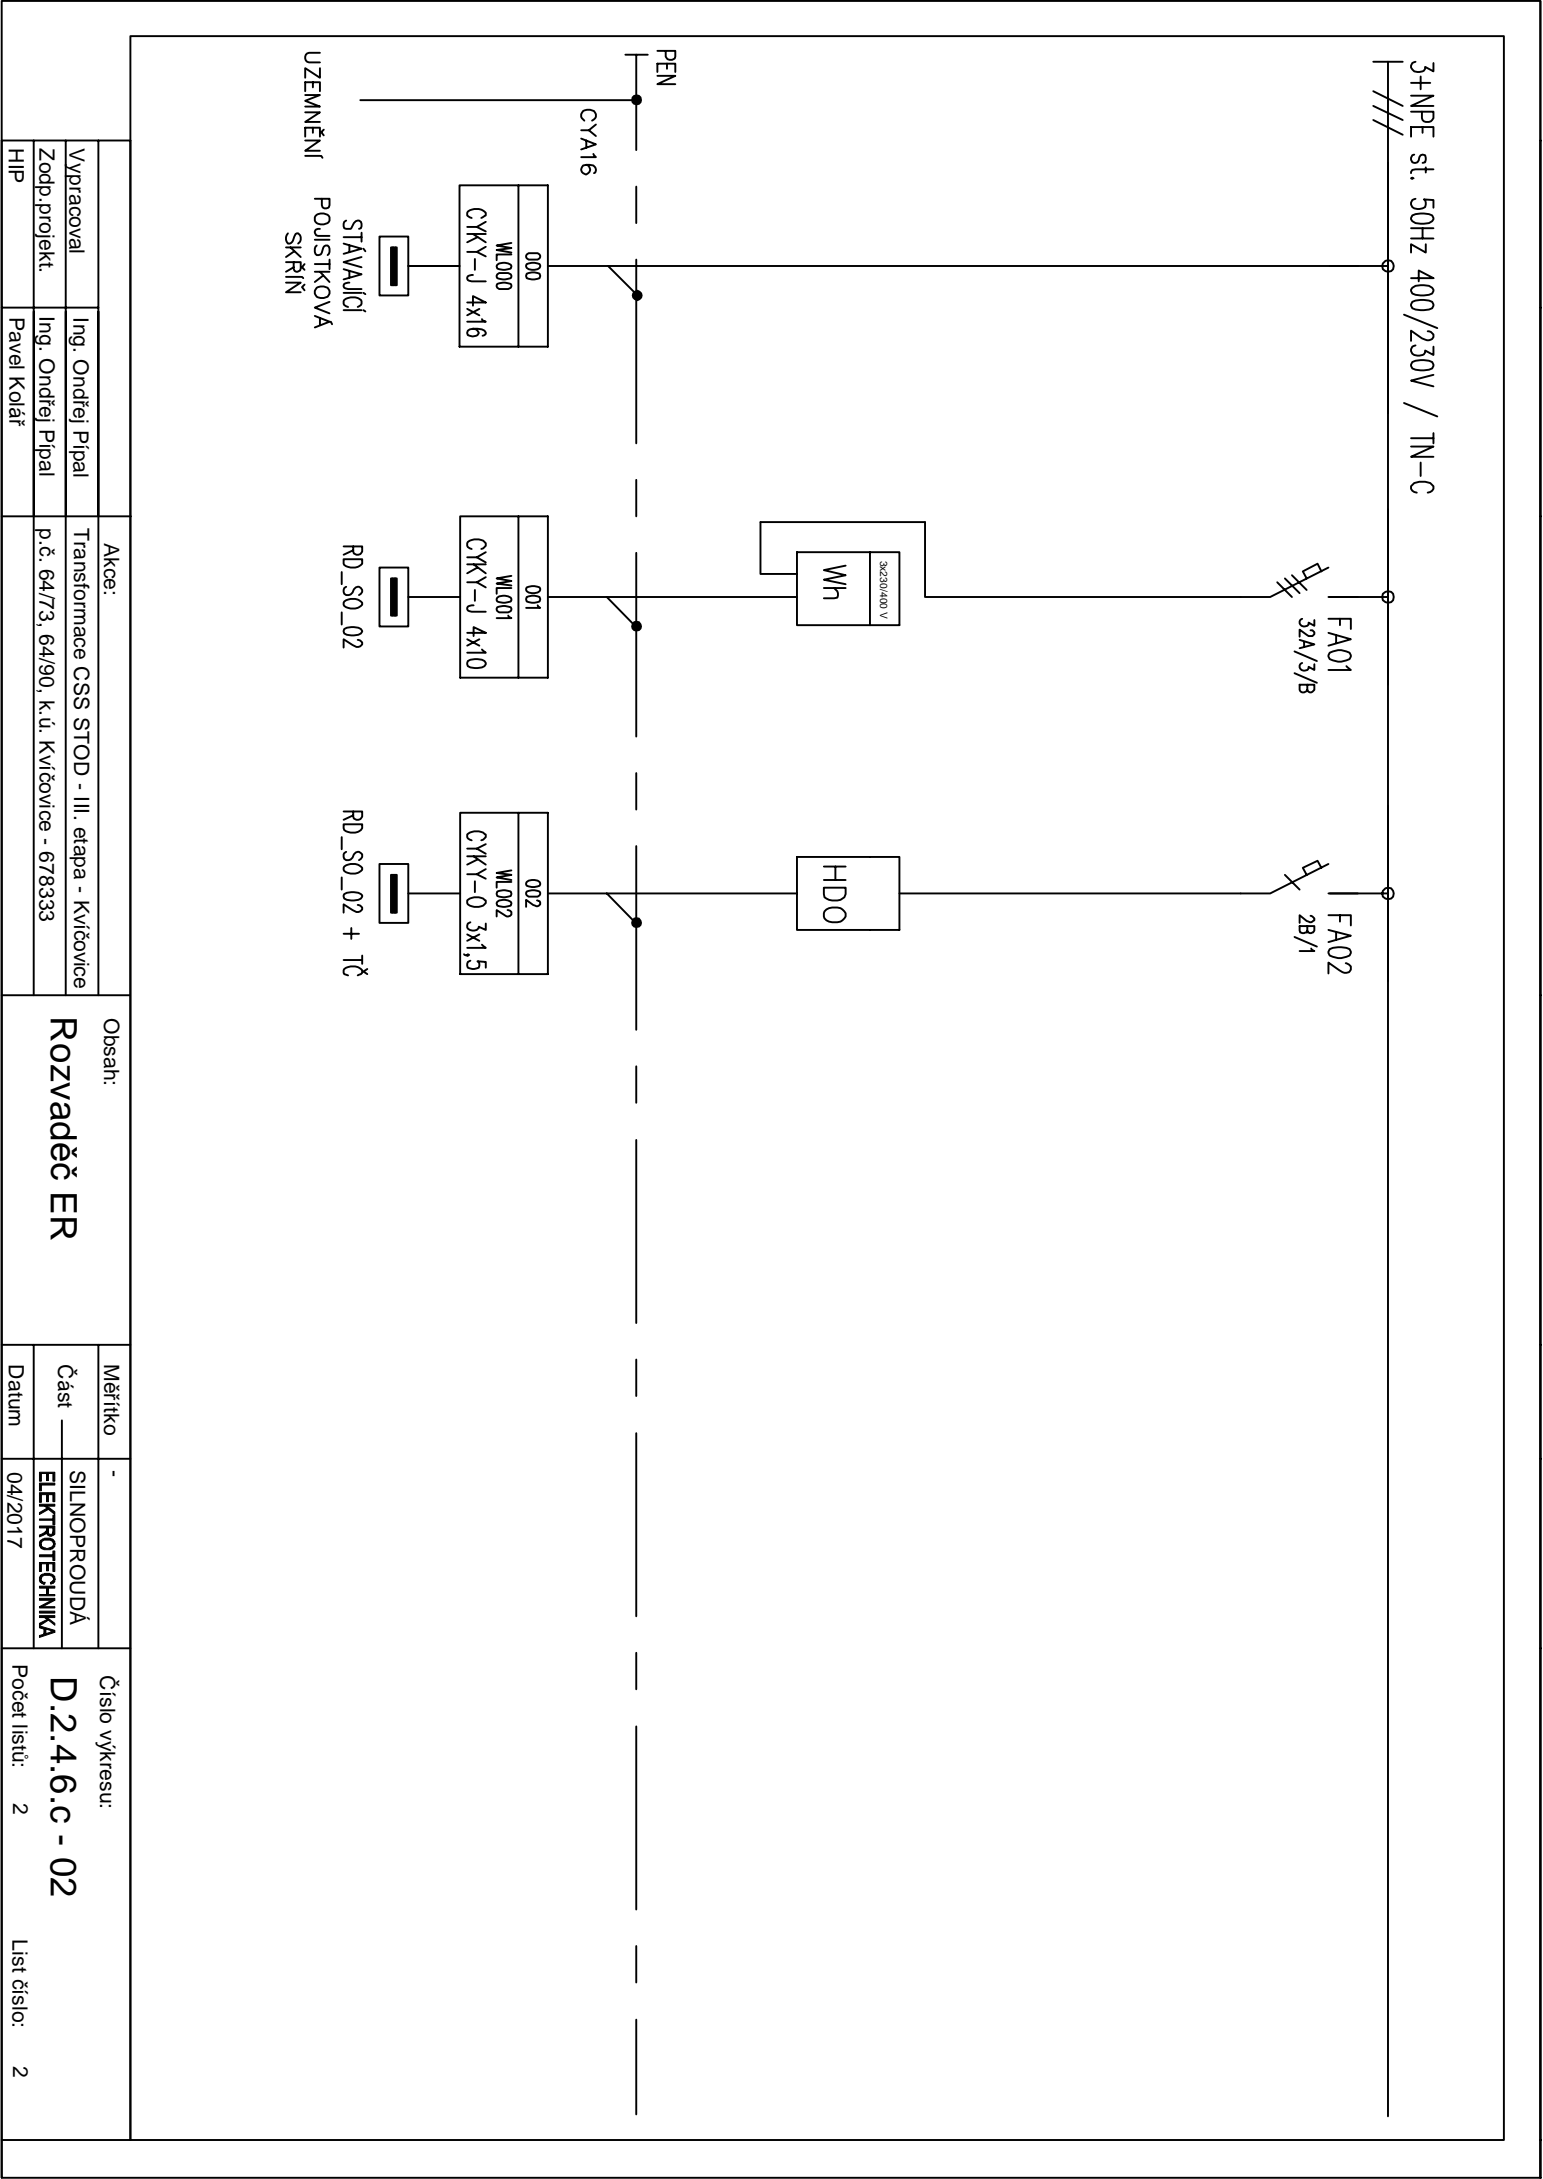 3+NPE st. 50Hz 400/230V / TN-C
FA01
32A/3/B
FA02
2B/1
3x230/400 V
Wh
HDO
PEN
CYA16
UZEMNĚNÍ
000
WL000
CYKY-J 4x16
STÁVAJÍCÍ
POJISTKOVÁ
SKŘÍŇ
001
WL001
CYKY-J 4x10
RD_SO_02
002
WL002
CYKY-O 3x1,5
RD_SO_02 + TČ
Vypracoval
Ing. Ondřej Pípal
Zodp.projekt.
Ing. Ondřej Pípal
HIP
Pavel Kolář
Akce:
Transformace CSS STOD - III. etapa - Kvíčovice
p.č. 64/73, 64/90, k.ú. Kvíčovice - 678333
Obsah:
Rozvaděč ER
Měřítko
-
Část
SILNOPROUDÁ
ELEKTROTECHNIKA
Datum
04/2017
Číslo výkresu:
D.2.4.6.c - 02
Počet listů: 2
List číslo: 2